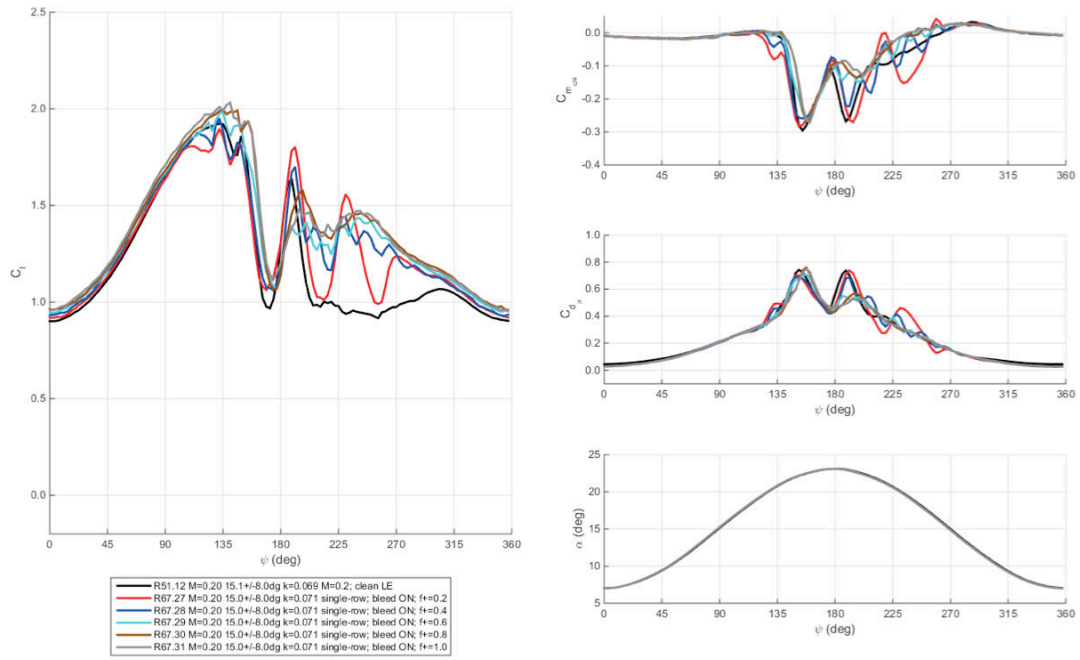 2.5
2.0
1.5
1.0
0.5
0.0
C_l
0 45 90 135 180 225 270 315 360
ψ (deg)
R51.12 M=0.20 15.1+/-8.0dg k=0.069 M=0.2; clean LE
R67.27 M=0.20 15.0+/-8.0dg k=0.071 single-row; bleed ON; f+=0.2
R67.28 M=0.20 15.0+/-8.0dg k=0.071 single-row; bleed ON; f+=0.4
R67.29 M=0.20 15.0+/-8.0dg k=0.071 single-row; bleed ON; f+=0.6
R67.30 M=0.20 15.0+/-8.0dg k=0.071 single-row; bleed ON; f+=0.8
R67.31 M=0.20 15.0+/-8.0dg k=0.071 single-row; bleed ON; f+=1.0
0.0
-0.1
-0.2
-0.3
-0.4
C_m
0 45 90 135 180 225 270 315 360
ψ (deg)
1.0
0.8
0.6
0.4
0.2
0.0
C_d_p
0 45 90 135 180 225 270 315 360
ψ (deg)
25
20
15
10
5
α (deg)
0 45 90 135 180 225 270 315 360
ψ (deg)